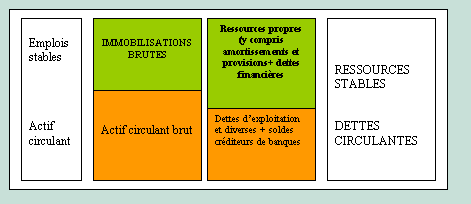 Emplois
stables
Actif
circulant
IMMOBILISATIONS
BRUTES
Actif circulant brut
Ressources propres
(y compris
amortissements et
provisions+ dettes
financières
Dettes d'exploitation
et diverses + soldes
créditeurs de banques
RESSOURCES
STABLES
DETTES
CIRCULANTES